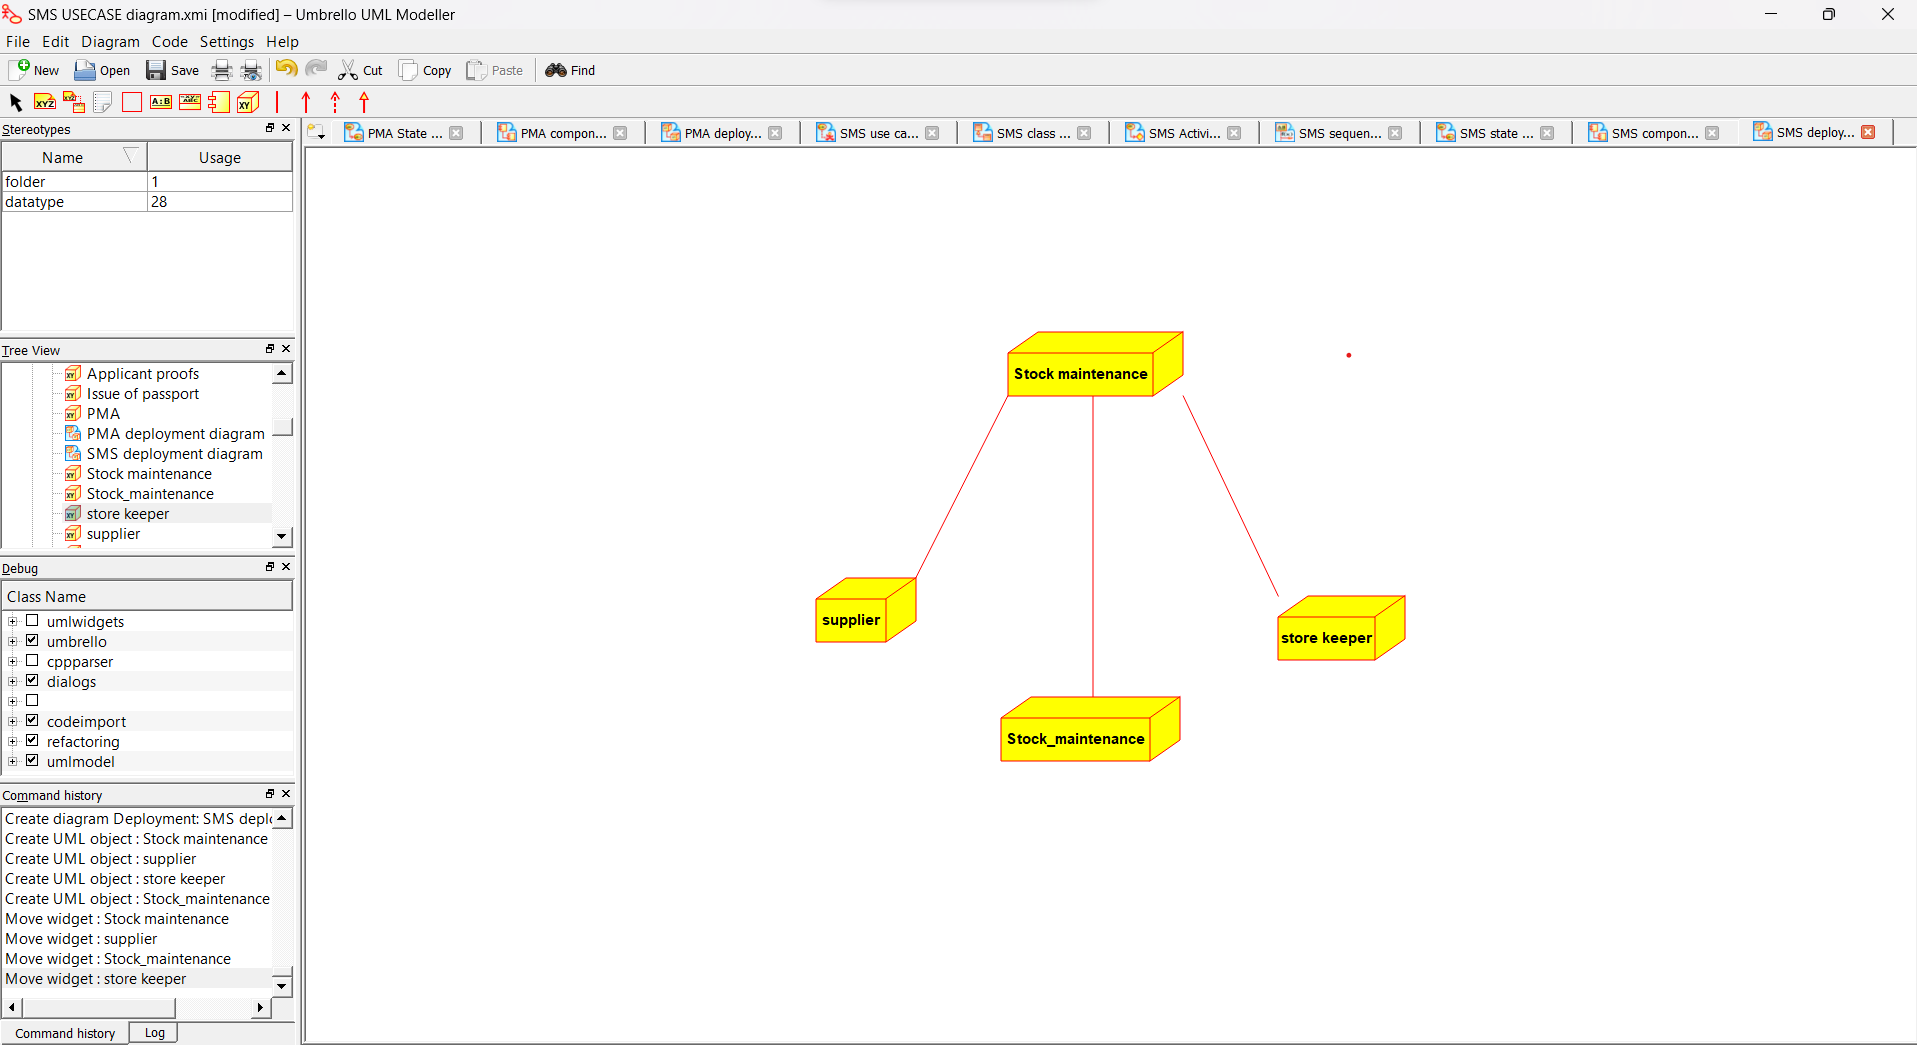 SMS USECASE diagram.xmi [modified] – Umbrello UML Modeller
File Edit Diagram Code Settings Help
New Open Save Cut Copy Paste Find
XYZ XYZ A:B ABC XY
Stereotypes
PMA State ... PMA compon... PMA deploy... SMS use ca... SMS class ... SMS Activi... SMS sequen... SMS state ... SMS compon... SMS deploy...
Name Usage
folder 1
datatype 28
Tree View
Applicant proofs
Issue of passport
PMA
PMA deployment diagram
SMS deployment diagram
Stock maintenance
Stock_maintenance
store keeper
supplier
Debug
Class Name
umlwidgets
umbrello
cppparser
dialogs
codeimport
refactoring
umlmodel
Command history
Create diagram Deployment: SMS deplo
Create UML object : Stock maintenance
Create UML object : supplier
Create UML object : store keeper
Create UML object : Stock_maintenance
Move widget : Stock maintenance
Move widget : supplier
Move widget : Stock_maintenance
Move widget : store keeper
Command history Log
Stock maintenance
supplier
store keeper
Stock_maintenance